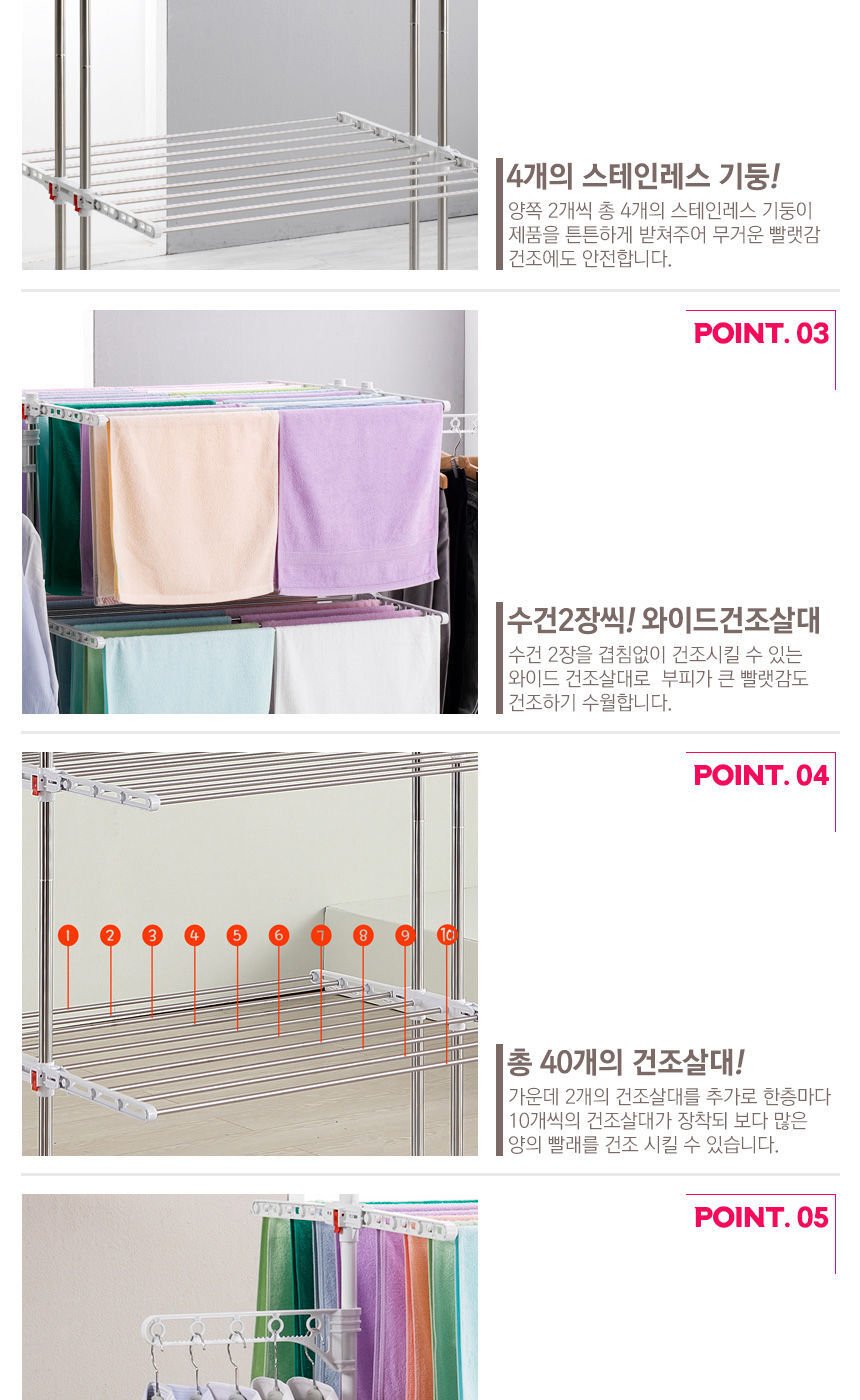 4개의 스테인레스 기둥!
양쪽 2개씩 총 4개의 스테인레스 기둥이
제품을 튼튼하게 받쳐주어 무거운 빨랫감
건조에도 안전합니다.
POINT. 03
수건2장씩! 와이드건조살대
수건 2장을 겹침없이 건조시킬 수 있는
와이드 건조살대로 부피가 큰 빨랫감도
건조하기 수월합니다.
POINT. 04
1 2 3 4 5 6 7 8 9 10
총 40개의 건조살대!
가운데 2개의 건조살대를 추가로 한층마다
10개씩의 건조살대가 장착되 보다 많은
양의 빨래를 건조 시킬 수 있습니다.
POINT. 05